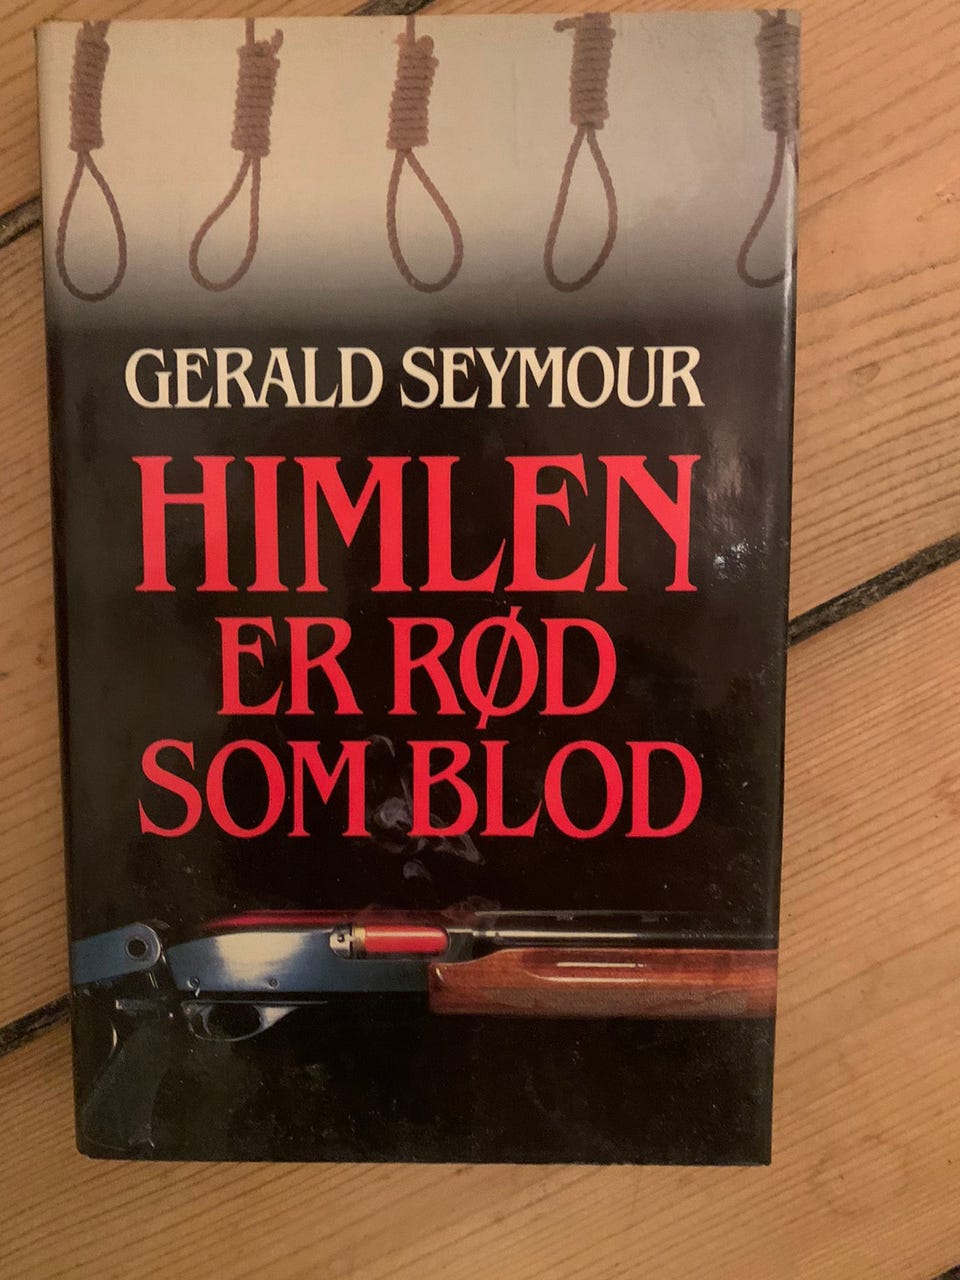 GERALD SEYMOUR
HIMLEN
ER RØD
SOM BLOD